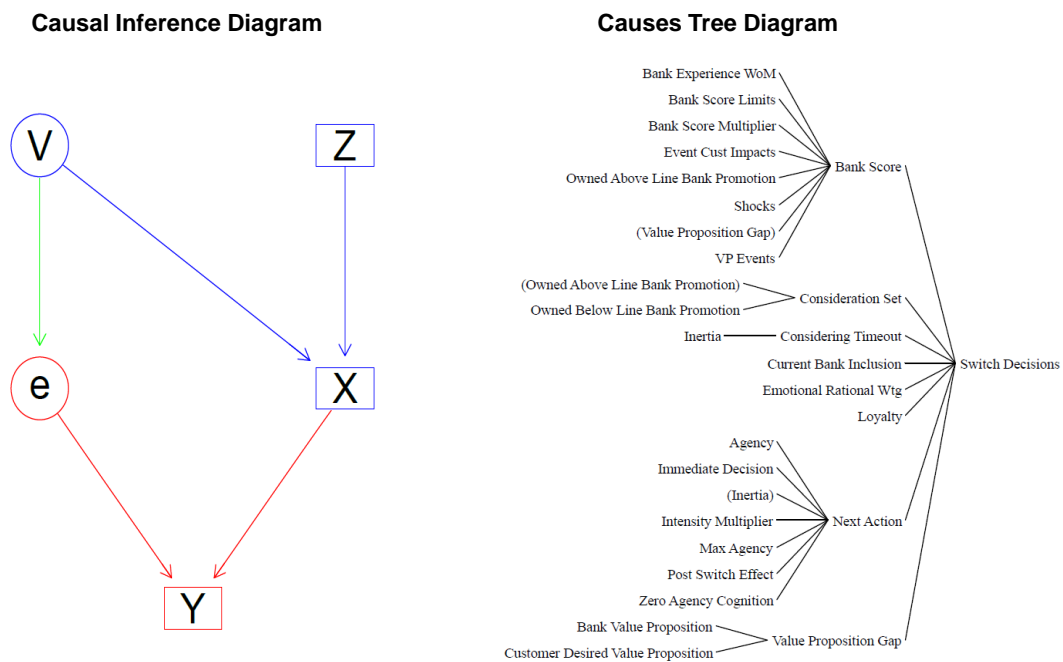 Causal Inference Diagram
V
Z
e
X
Y
Causes Tree Diagram
Bank Experience WoM
Bank Score Limits
Bank Score Multiplier
Event Cust Impacts
Owned Above Line Bank Promotion
Shocks
(Value Proposition Gap)
VP Events
Bank Score
(Owned Above Line Bank Promotion)
Owned Below Line Bank Promotion
Consideration Set
Inertia
Considering Timeout
Current Bank Inclusion
Emotional Rational Wtg
Loyalty
Switch Decisions
Agency
Immediate Decision
(Inertia)
Intensity Multiplier
Max Agency
Post Switch Effect
Zero Agency Cognition
Next Action
Bank Value Proposition
Customer Desired Value Proposition
Value Proposition Gap